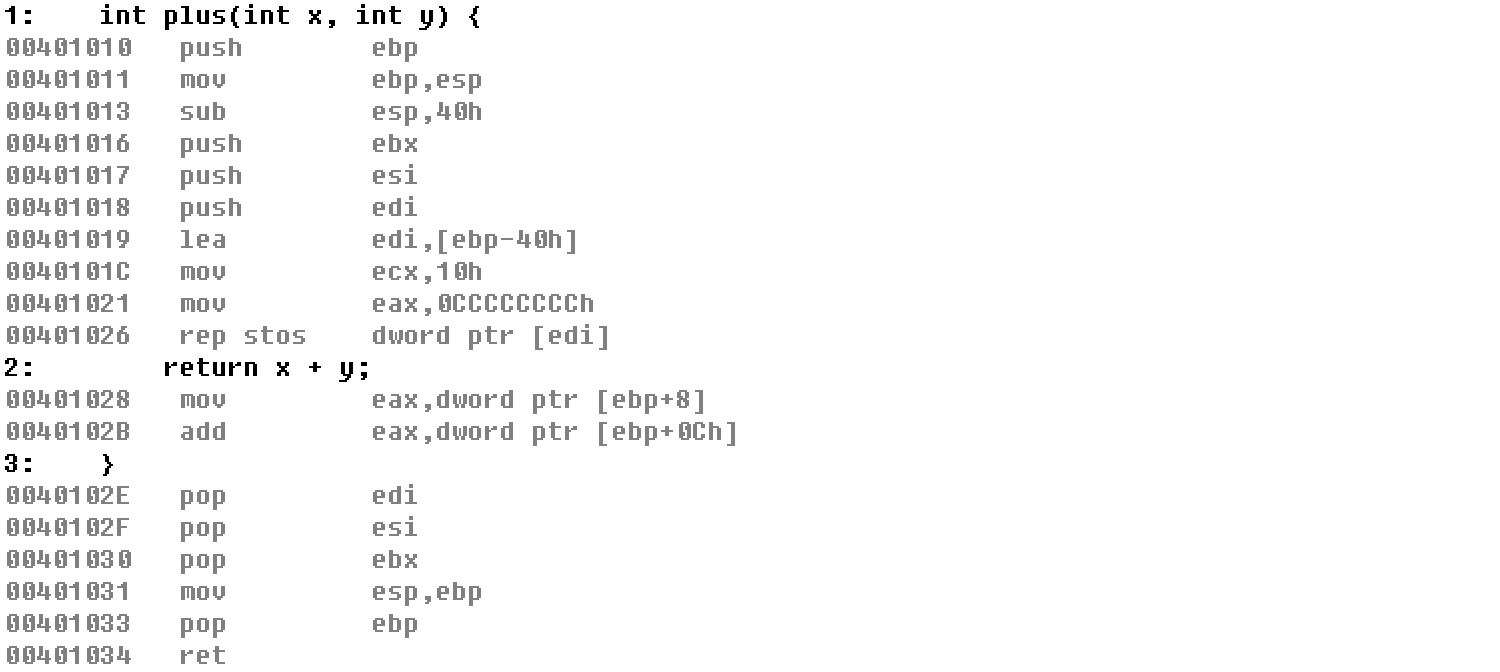 1:    int plus(int x, int y) {
00401010   push        ebp
00401011   mov         ebp,esp
00401013   sub         esp,40h
00401016   push        ebx
00401017   push        esi
00401018   push        edi
00401019   lea         edi,[ebp-40h]
0040101C   mov         ecx,10h
00401021   mov         eax,0CCCCCCCCh
00401026   rep stos    dword ptr [edi]
2:        return x + y;
00401028   mov         eax,dword ptr [ebp+8]
0040102B   add         eax,dword ptr [ebp+0Ch]
3:    }
0040102E   pop         edi
0040102F   pop         esi
00401030   pop         ebx
00401031   mov         esp,ebp
00401033   pop         ebp
00401034   ret